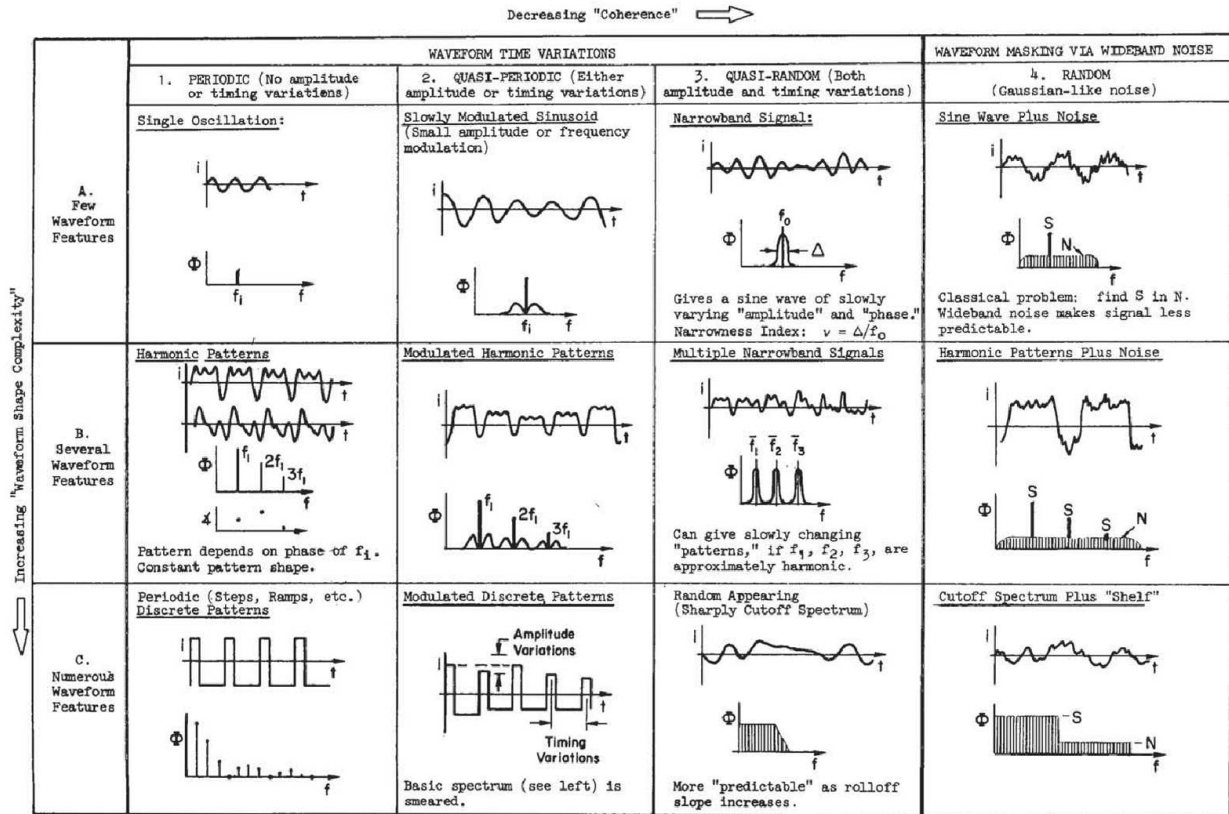 Decreasing "Coherence"
WAVEFORM TIME VARIATIONS
WAVEFORM MASKING VIA WIDEBAND NOISE
1. PERIODIC (No amplitude
or timing variations)
2. QUASI-PERIODIC (Either
amplitude or timing variations)
3. QUASI-RANDOM (Both
amplitude and timing variations)
4. RANDOM
(Gaussian-like noise)
Increasing "Waveform Shape Complexity"
A.
Few
Waveform
Features
Single Oscillation:
i
t
Φ
f₁
f
Slowly Modulated Sinusoid
(Small amplitude or frequency
modulation)
i
t
Φ
f₁
f
Narrowband Signal:
i
t
f₀
Φ
Δ
f
Gives a sine wave of slowly
varying "amplitude" and "phase."
Narrowness Index: ν = Δ/f₀
Sine Wave Plus Noise
i
t
S
Φ
N
f
Classical problem: find S in N.
Wideband noise makes signal less
predictable.
B.
Several
Waveform
Features
Harmonic Patterns
i
t
t
Φ
f₁
2f₁
3f₁
f
∡
Pattern depends on phase of f₁.
Constant pattern shape.
Modulated Harmonic Patterns
i
t
Φ
f₁
2f₁
3f₁
f
Multiple Narrowband Signals
i
t
f̄₁ f̄₂ f̄₃
Φ
f
Can give slowly changing
"patterns," if f₁, f₂, f₃, are
approximately harmonic.
Harmonic Patterns Plus Noise
i
t
S
S
S
N
Φ
f
C.
Numerous
Waveform
Features
Periodic (Steps, Ramps, etc.)
Discrete Patterns
i
t
Φ
f
Modulated Discrete Patterns
Amplitude
Variations
i
t
Timing
Variations
Basic spectrum (see left) is
smeared.
Random Appearing
(Sharply Cutoff Spectrum)
i
t
Φ
f
More "predictable" as rolloff
slope increases.
Cutoff Spectrum Plus "Shelf"
i
t
Φ
S
N
f